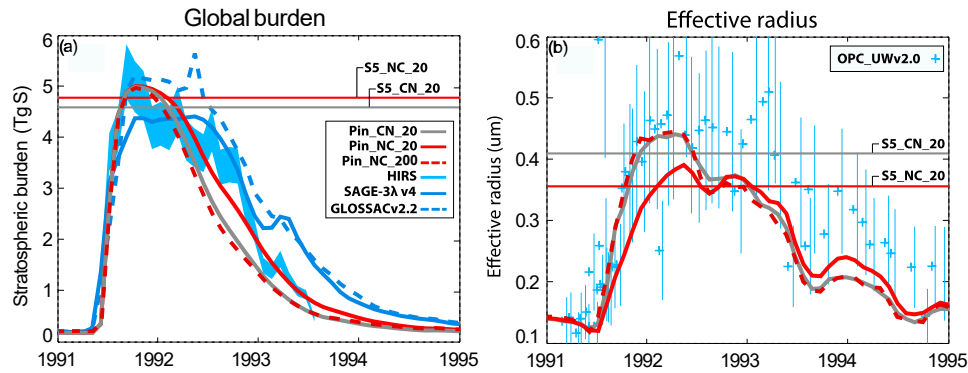 Global burden
(a)
Stratospheric burden (TgS)
6
5
4
3
2
1
0
S5_NC_20
S5_CN_20
Pin_CN_20
Pin_NC_20
Pin_NC_200
HIRS
SAGE-3λ v4
GLOSSACv2.2
1991 1992 1993 1994 1995
Effective radius
(b)
Effective radius (um)
0.6
0.5
0.4
0.3
0.2
0.1
OPC_UWv2.0
S5_CN_20
S5_NC_20
1991 1992 1993 1994 1995